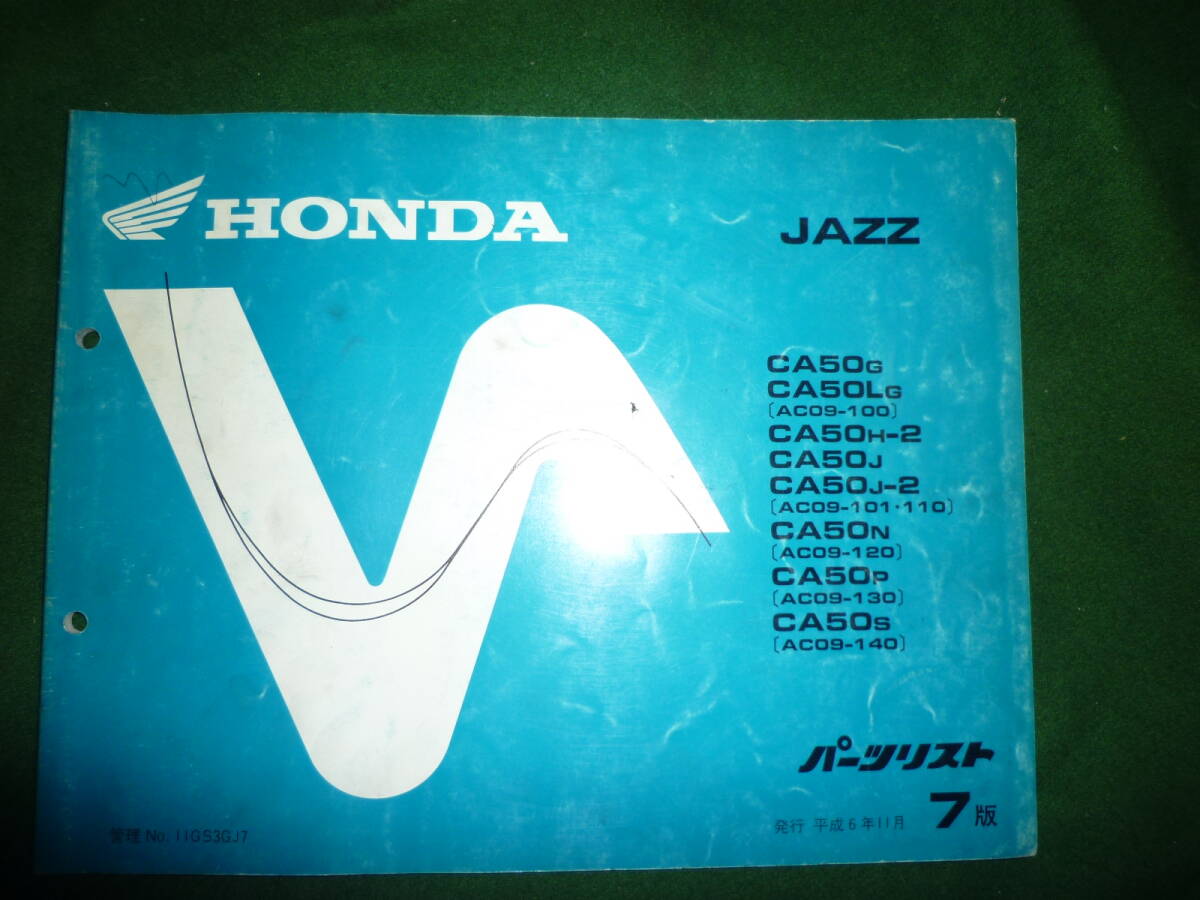 HONDA
JAZZ
CA50G
CA50LG
〔AC09-100〕
CA50H-2
CA50J
CA50J-2
〔AC09-101・110〕
CA50N
〔AC09-120〕
CA50P
〔AC09-130〕
CA50S
〔AC09-140〕
パーツリスト
管理 No. 11GS3GJ7
発行 平成6年11月 7版